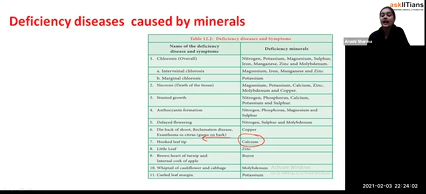 askIITians
Deficiency diseases caused by minerals
Table 12.2: Deficiency diseases and Symptoms
Name of the deficiency disease and symptoms
Deficiency minerals
1. Chlorosis (Overall)
Nitrogen, Potassium, Magnesium, Sulphur, Iron, Manganese, Zinc and Molybdenum.
a. Interveinal chlorosis
Magnesium, Iron, Manganese and Zinc
b. Marginal chlorosis
Potassium
2. Necrosis (Death of the tissue)
Magnesium, Potassium, Calcium, Zinc, Molybdenum and Copper.
3. Stunted growth
Nitrogen, Phosphorus, Calcium, Potassium and Sulphur
4. Anthocyanin formation
Nitrogen, Phosphorus, Magnesium and Sulphur
5. Delayed flowering
Nitrogen, Sulphur and Molybdenum
6. Die back of shoot, Reclamation disease, Exanthema in citrus (gums on bark)
Copper
7. Hooked leaf tip
Calcium
8. Little Leaf
Zinc
9. Brown heart of turnip and Internal cork of apple
Boron
10. Whiptail of cauliflower and cabbage
Molybdenum
11. Curled leaf margin
Potassium
2021-02-03 22:24:02